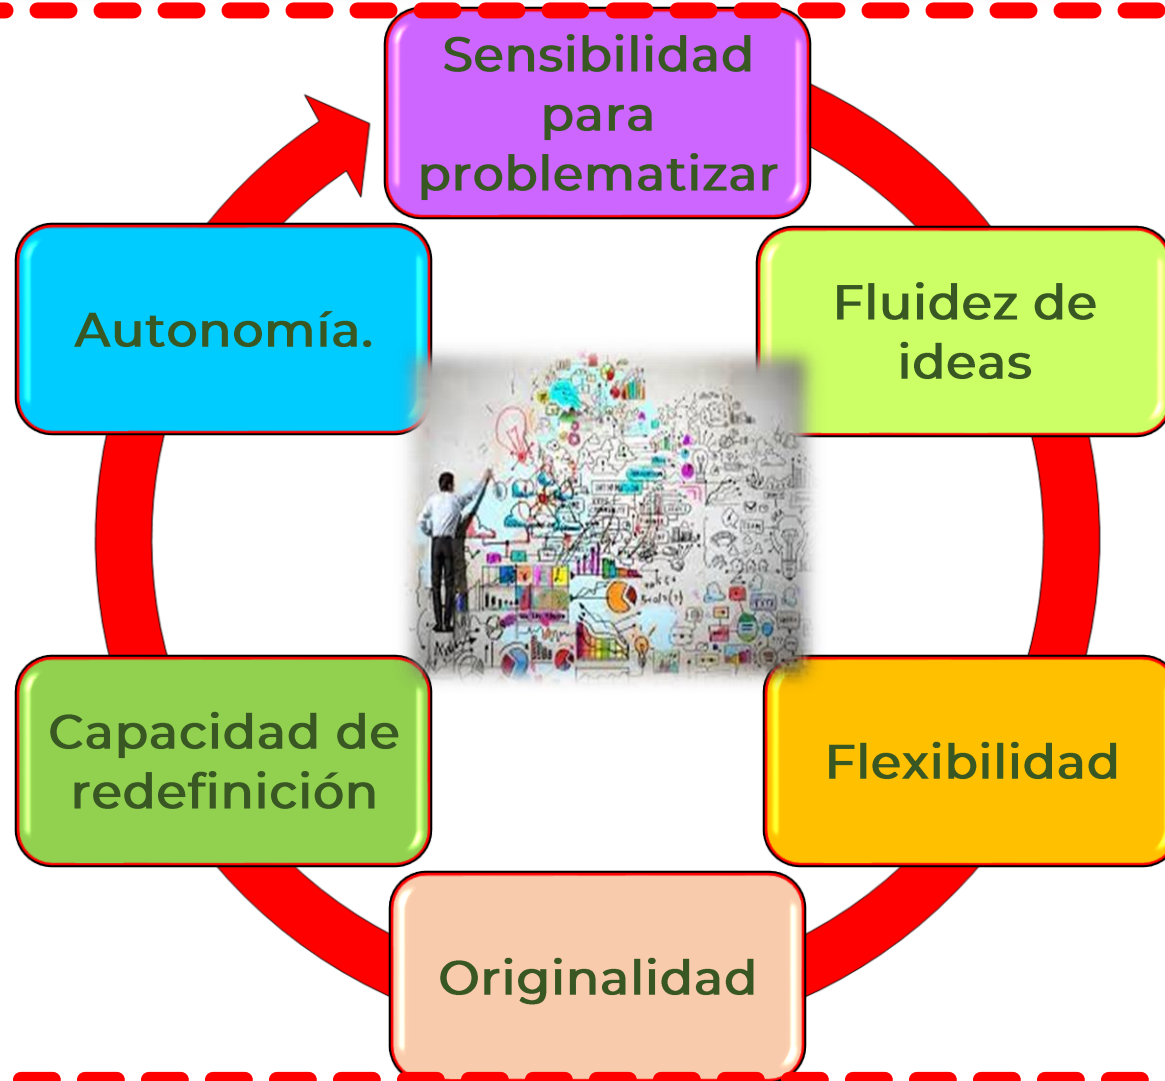 Sensibilidad
para
problematizar
Fluidez de
ideas
Flexibilidad
Originalidad
Capacidad de
redefinición
Autonomía.